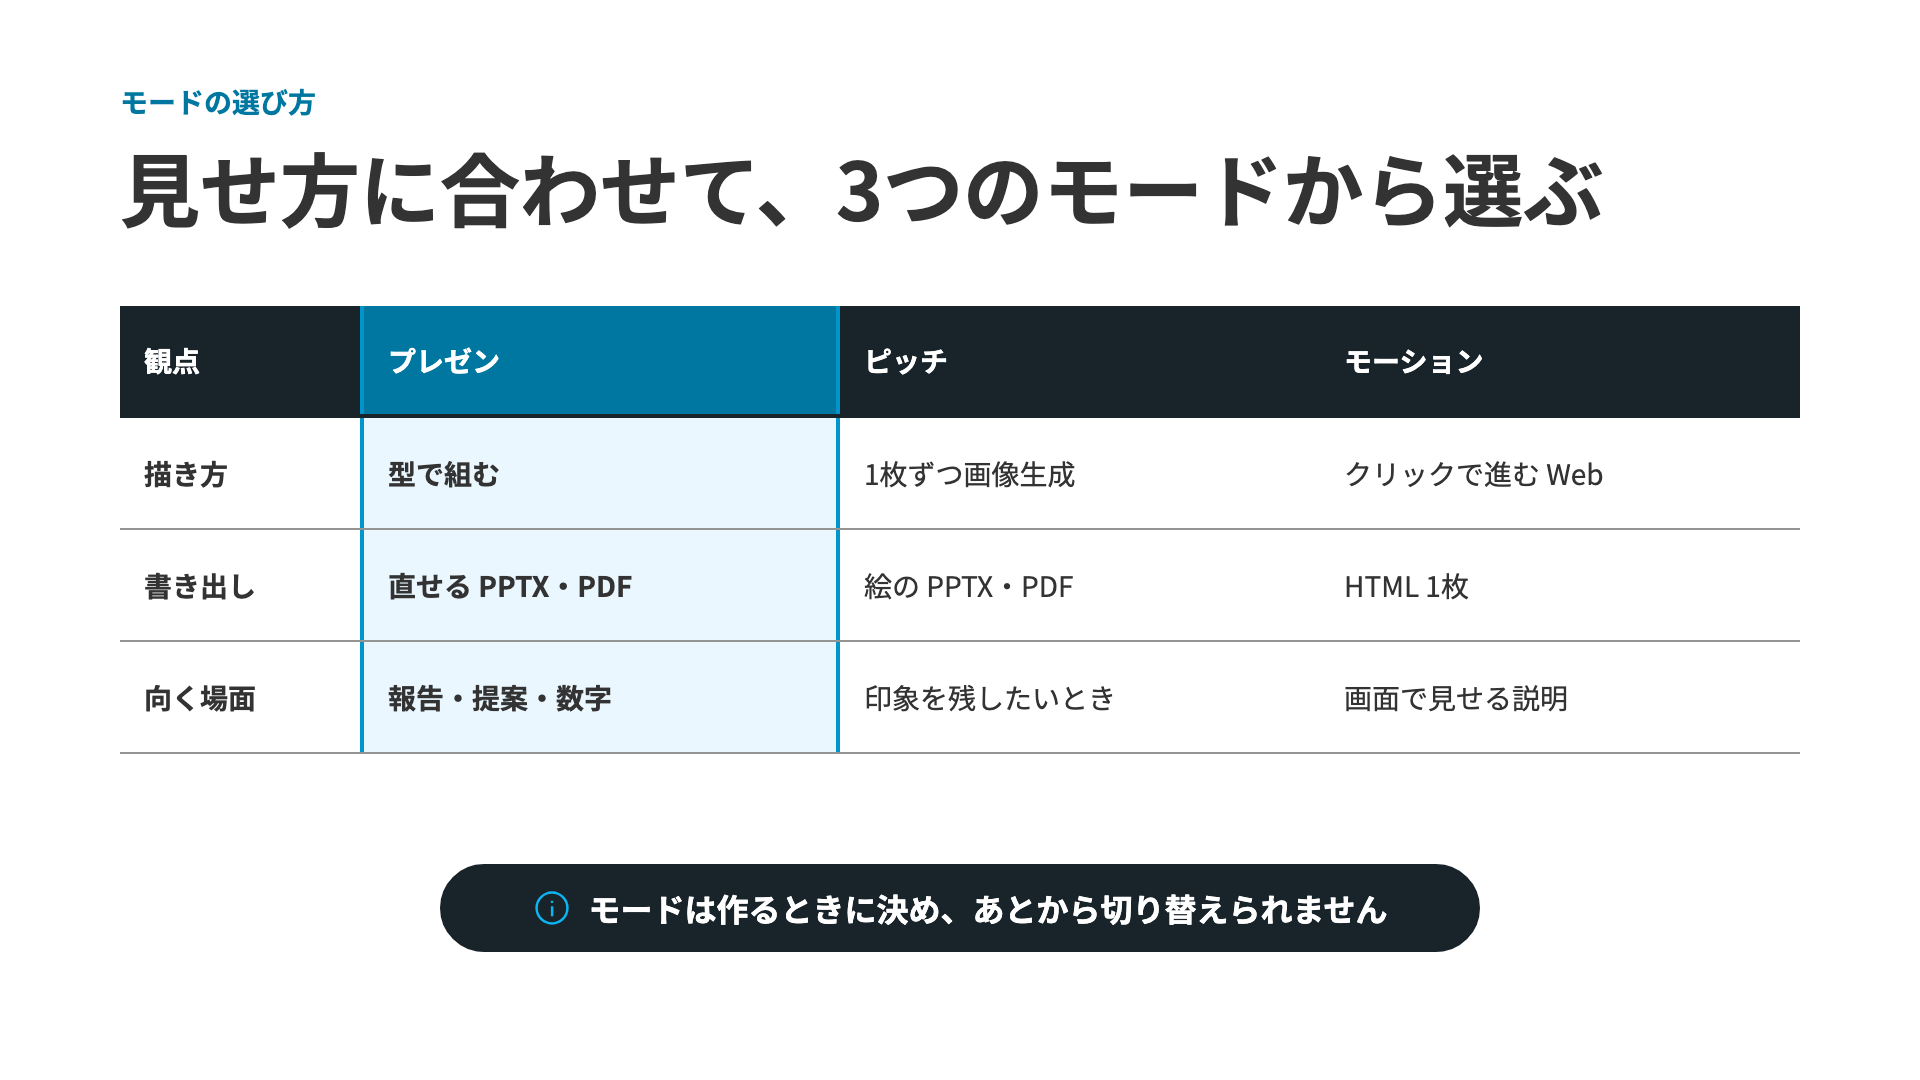 モードの選び方
見せ方に合わせて、3つのモードから選ぶ
観点 プレゼン ピッチ モーション
描き方 型で組む 1枚ずつ画像生成 クリックで進む Web
書き出し 直せる PPTX・PDF 絵の PPTX・PDF HTML 1枚
向く場面 報告・提案・数字 印象を残したいとき 画面で見せる説明
モードは作るときに決め、あとから切り替えられません